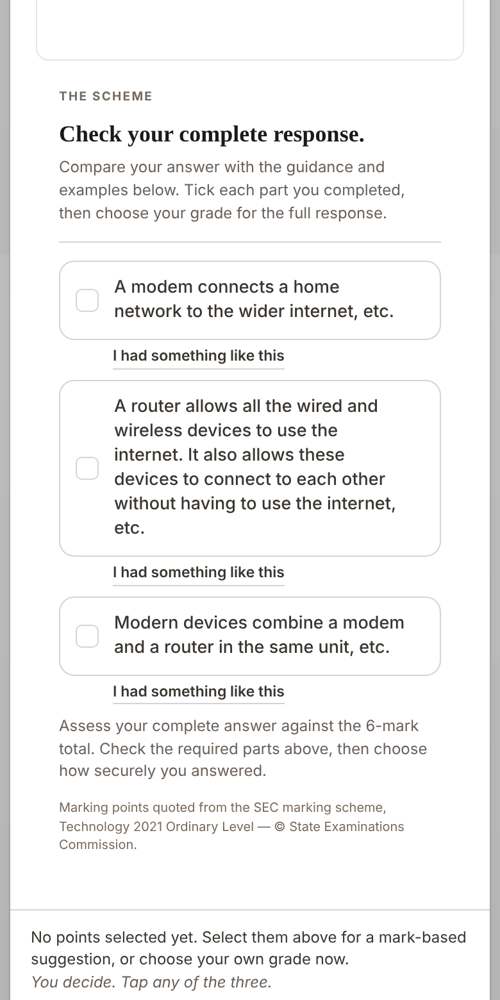 THE SCHEME
Check your complete response.
Compare your answer with the guidance and
examples below. Tick each part you completed,
then choose your grade for the full response.
A modem connects a home
network to the wider internet, etc.
I had something like this
A router allows all the wired and
wireless devices to use the
internet. It also allows these
devices to connect to each other
without having to use the internet,
etc.
I had something like this
Modern devices combine a modem
and a router in the same unit, etc.
I had something like this
Assess your complete answer against the 6-mark
total. Check the required parts above, then choose
how securely you answered.
Marking points quoted from the SEC marking scheme,
Technology 2021 Ordinary Level — © State Examinations
Commission.
No points selected yet. Select them above for a mark-based
suggestion, or choose your own grade now.
You decide. Tap any of the three.